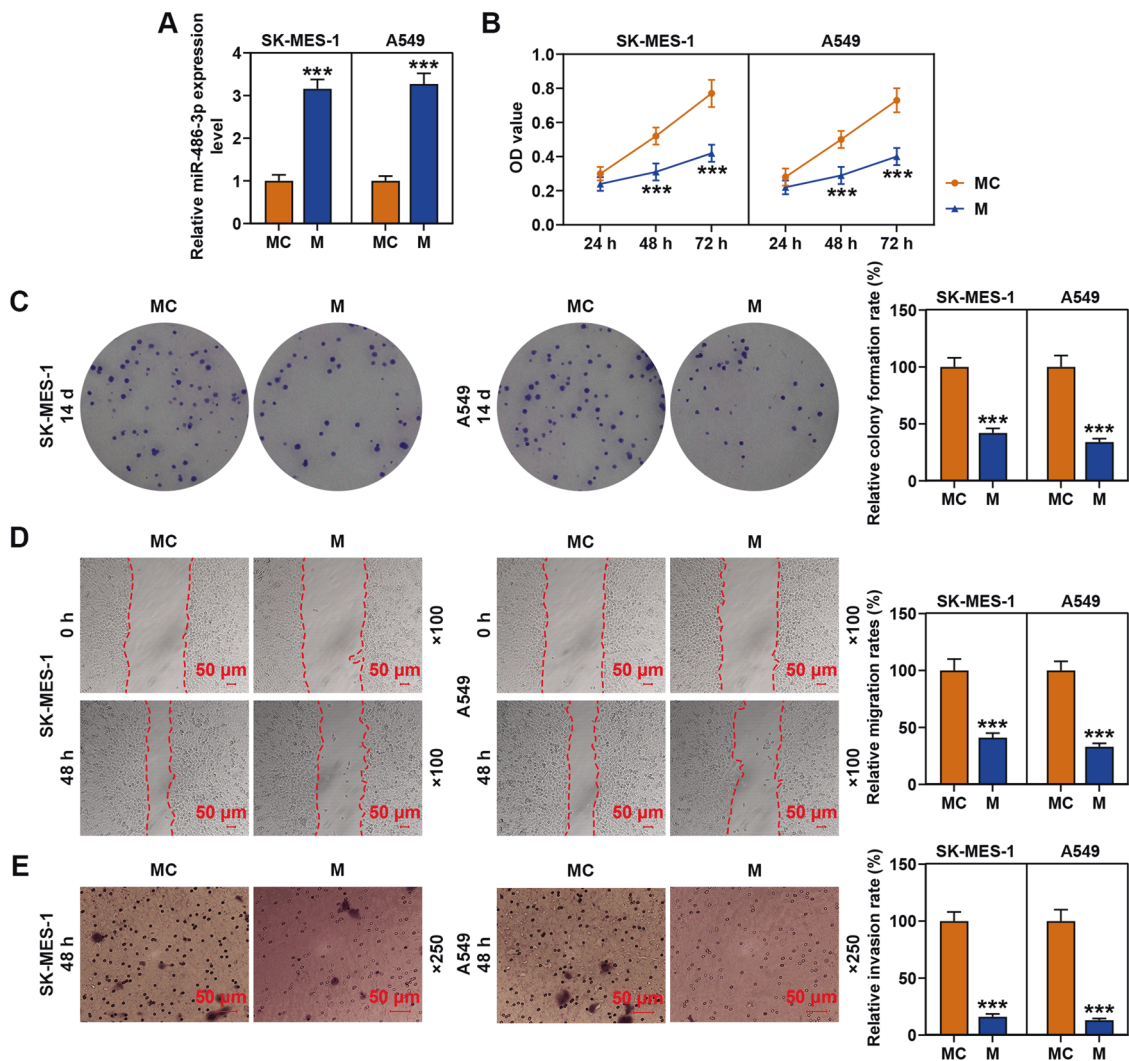 A
SK-MES-1
A549
Relative miR-486-3p expression
level
4
3
2
1
0
***
***
MC
M
MC
M
B
SK-MES-1
A549
OD value
1.0
0.8
0.6
0.4
0.2
0.0
***
***
***
***
24 h
48 h
72 h
24 h
48 h
72 h
MC
M
C
MC
M
MC
M
SK-MES-1
14 d
A549
14 d
SK-MES-1
A549
Relative colony formation rate (%)
150
100
50
0
***
***
MC
M
MC
M
D
MC
M
MC
M
SK-MES-1
0 h
50 µm
50 µm
×100
48 h
50 µm
50 µm
×100
A549
0 h
50 µm
50 µm
×100
48 h
50 µm
50 µm
×100
SK-MES-1
A549
Relative migration rates (%)
150
100
50
0
***
***
MC
M
MC
M
E
MC
M
MC
M
SK-MES-1
48 h
50 µm
50 µm
×250
A549
48 h
50 µm
50 µm
×250
SK-MES-1
A549
Relative invasion rate (%)
150
100
50
0
***
***
MC
M
MC
M